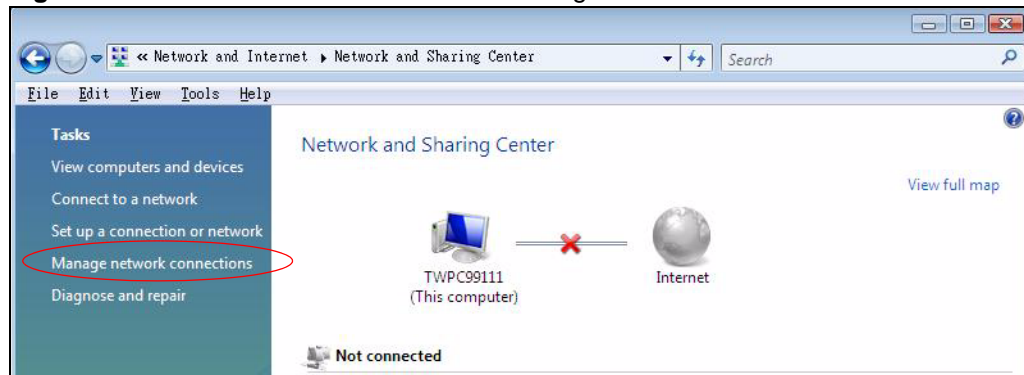 « Network and Internet ▸ Network and Sharing Center
Search
File Edit View Tools Help
Tasks
View computers and devices
Connect to a network
Set up a connection or network
Manage network connections
Diagnose and repair
Network and Sharing Center
View full map
TWPC99111
(This computer)
Internet
Not connected